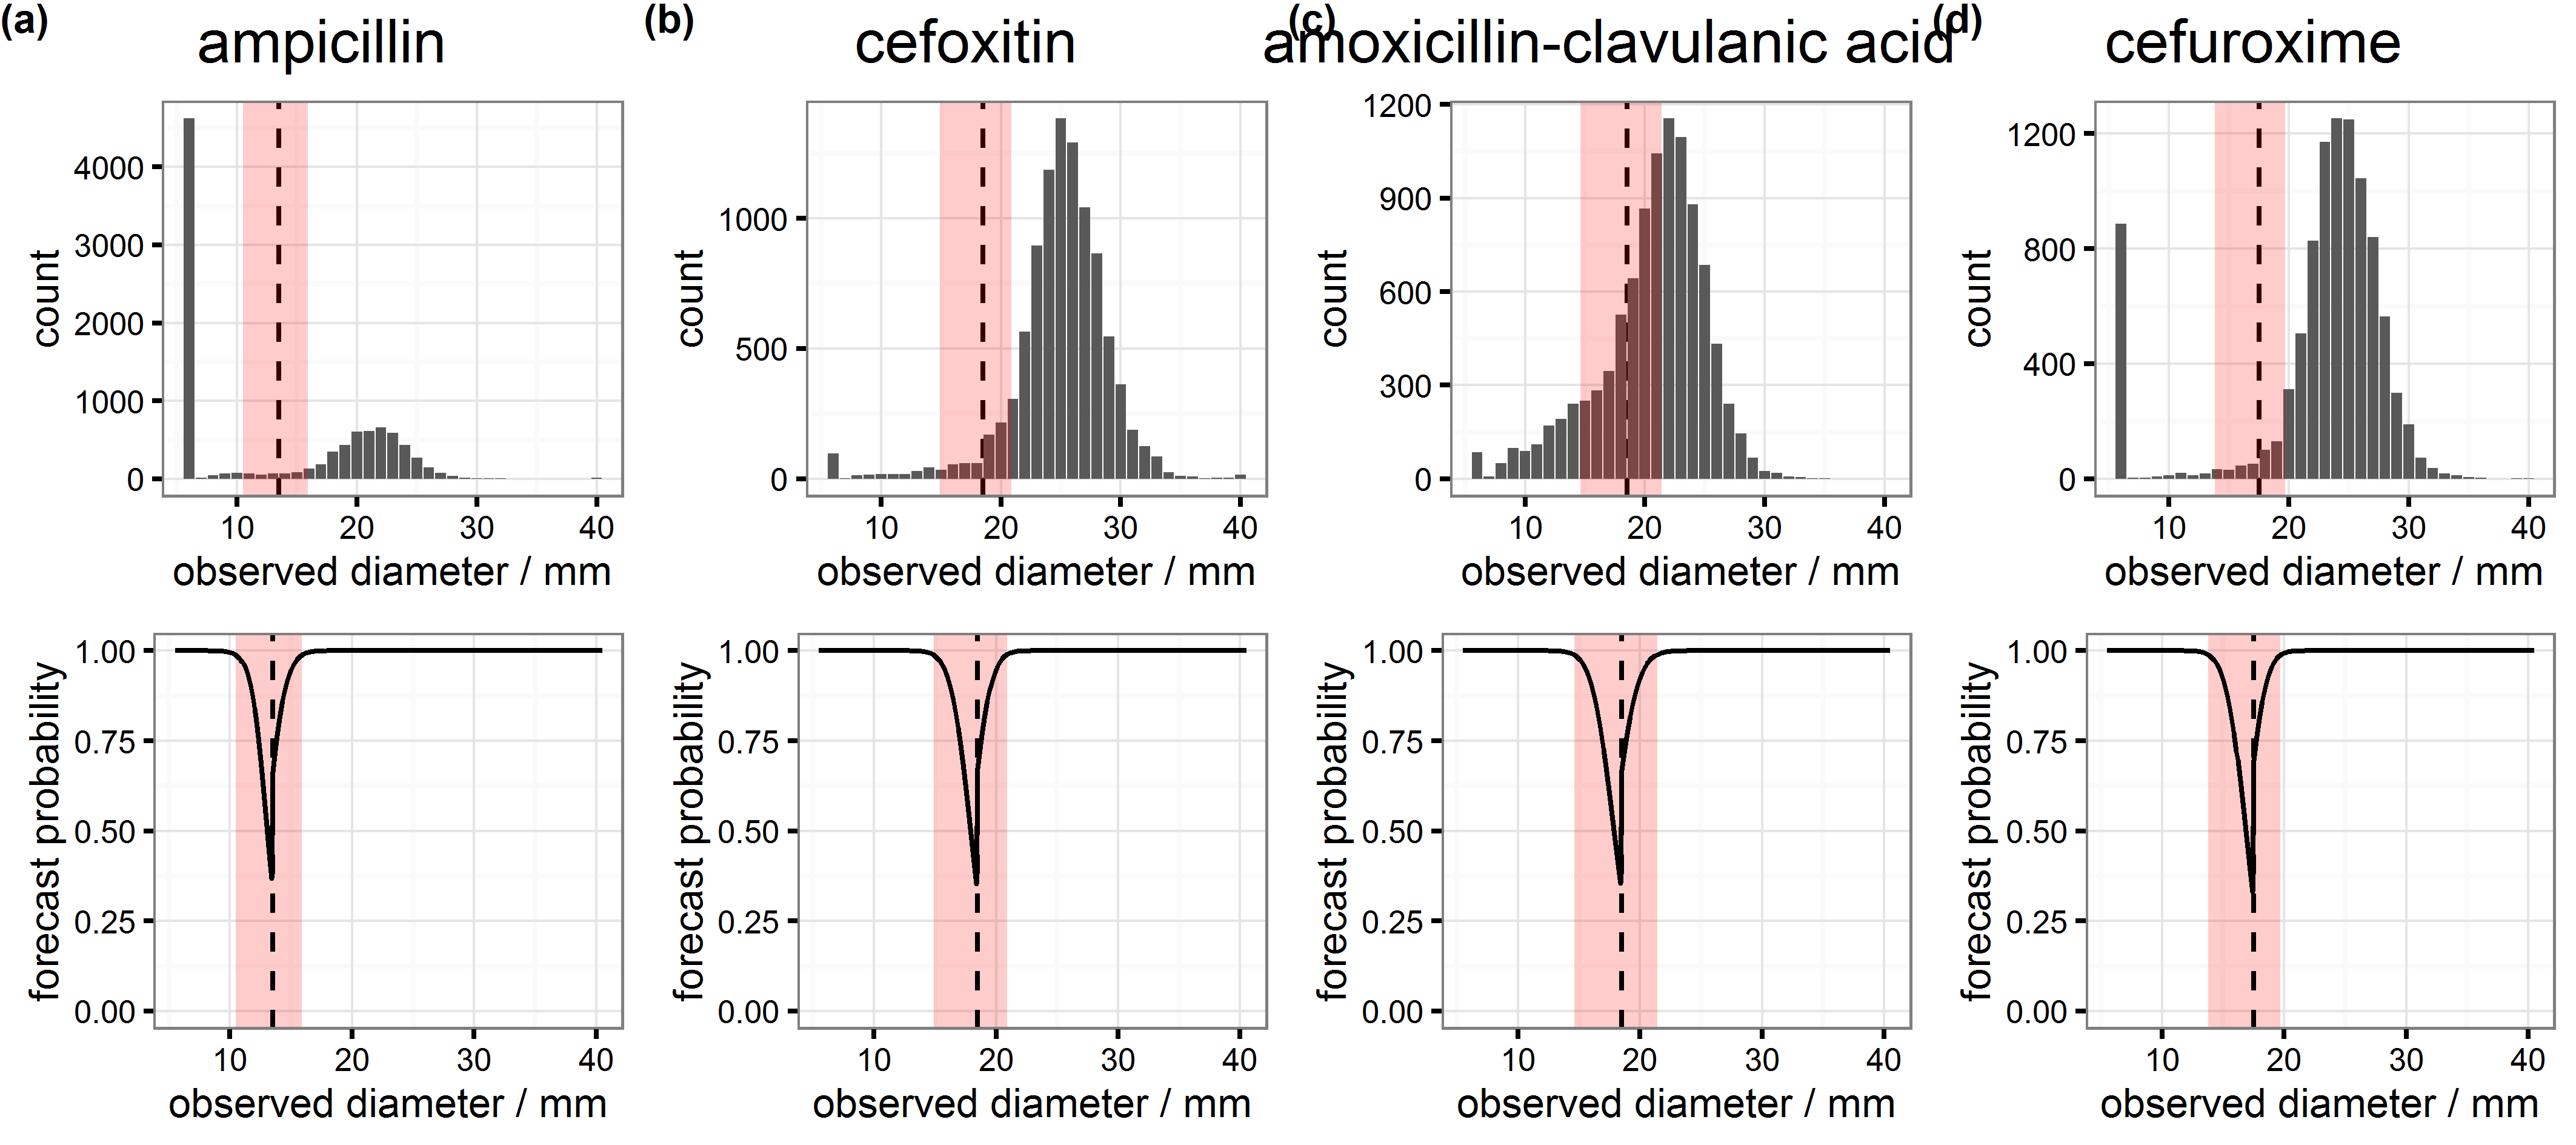 (a) ampicillin
4000
3000
2000
1000
0
count
10 20 30 40
observed diameter / mm
1.00
0.75
0.50
0.25
0.00
forecast probability
10 20 30 40
observed diameter / mm
(b) cefoxitin
1000
500
0
count
10 20 30 40
observed diameter / mm
1.00
0.75
0.50
0.25
0.00
forecast probability
10 20 30 40
observed diameter / mm
(c) amoxicillin-clavulanic acid
1200
900
600
300
0
count
10 20 30 40
observed diameter / mm
1.00
0.75
0.50
0.25
0.00
forecast probability
10 20 30 40
observed diameter / mm
(d) cefuroxime
1200
800
400
0
count
10 20 30 40
observed diameter / mm
1.00
0.75
0.50
0.25
0.00
forecast probability
10 20 30 40
observed diameter / mm